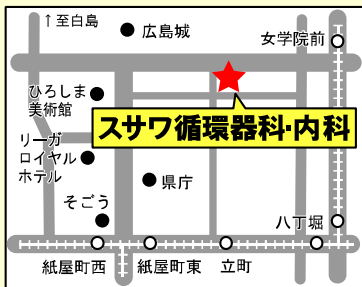 ↑至白島
広島城
女学院前
ひろしま
美術館
スサワ循環器科・内科
リーガ
ロイヤル
ホテル
県庁
そごう
八丁堀
紙屋町西
紙屋町東
立町